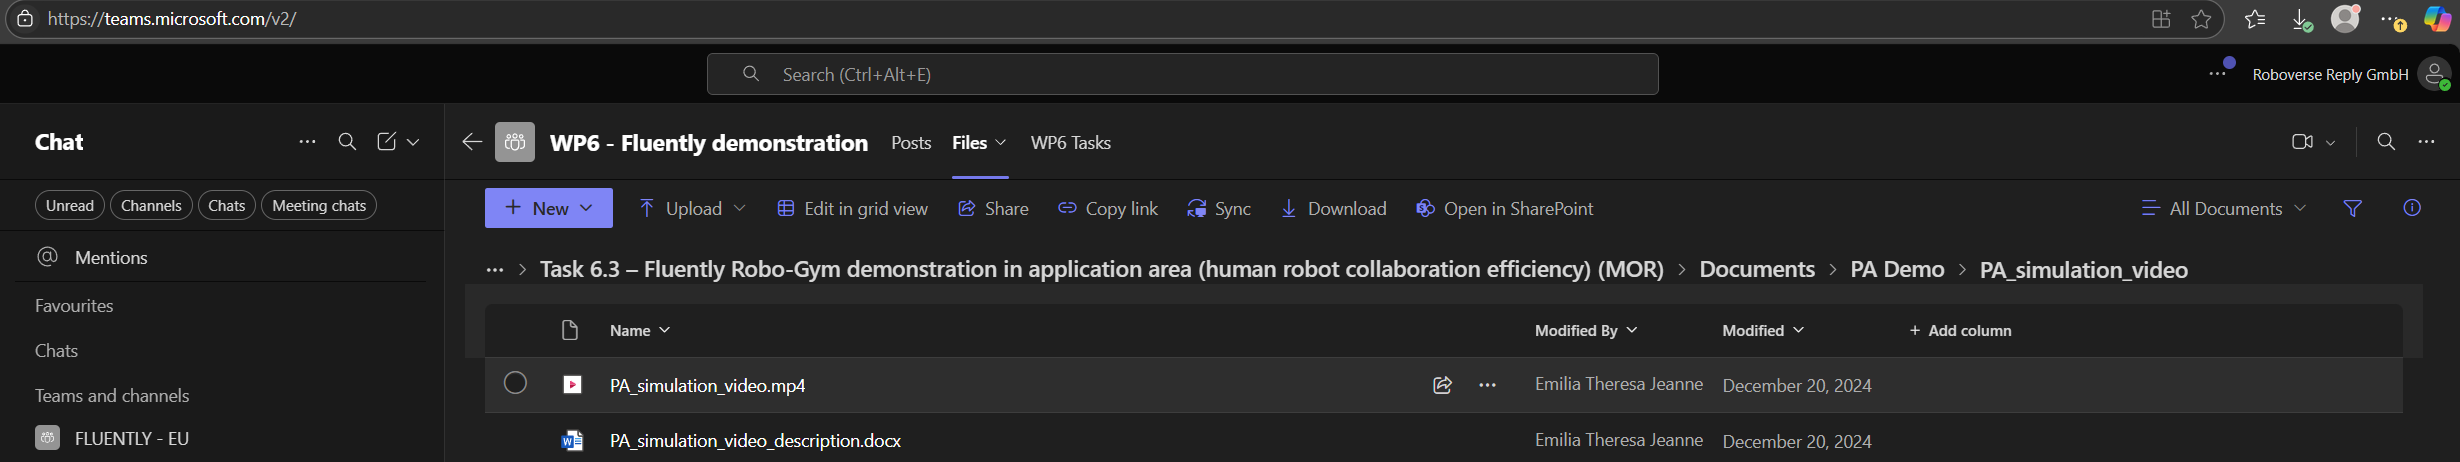 https://teams.microsoft.com/v2/
Search (Ctrl+Alt+E)
Roboverse Reply GmbH
Chat
WP6 - Fluently demonstration
Posts
Files
WP6 Tasks
Unread
Channels
Chats
Meeting chats
New
Upload
Edit in grid view
Share
Copy link
Sync
Download
Open in SharePoint
All Documents
Mentions
... > Task 6.3 – Fluently Robo-Gym demonstration in application area (human robot collaboration efficiency) (MOR) > Documents > PA Demo > PA_simulation_video
Favourites
Chats
Teams and channels
FLUENTLY - EU
Name
Modified By
Modified
+ Add column
PA_simulation_video.mp4
Emilia Theresa Jeanne
December 20, 2024
PA_simulation_video_description.docx
Emilia Theresa Jeanne
December 20, 2024